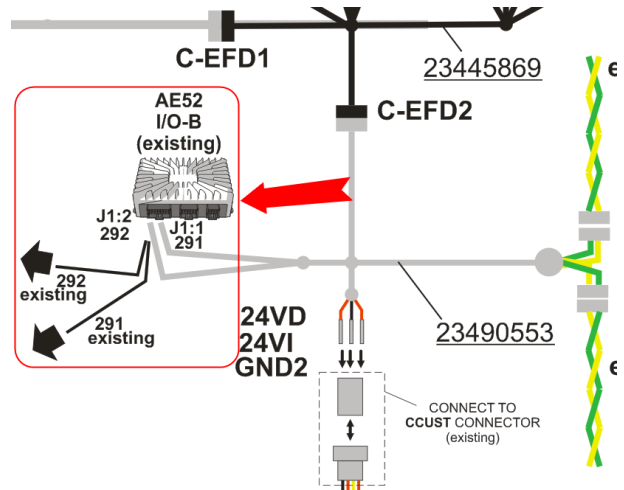 C-EFD1
23445869
e
AE52
I/O-B
(existing)
C-EFD2
J1:2
292
J1:1
291
292
existing
291
existing
24VD
24VI
GND2
23490553
e
CONNECT TO
CCUST CONNECTOR
(existing)